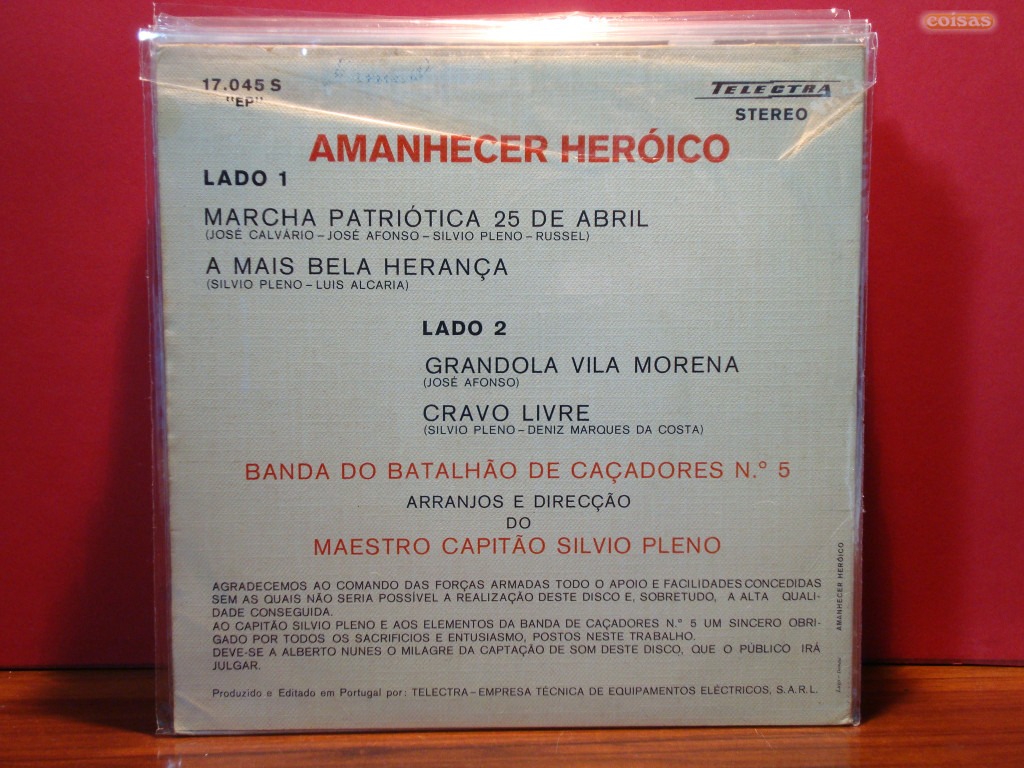 coisas
17.045 S
"EP"
TELECTRA
STEREO
AMANHECER HERÓICO
LADO 1
MARCHA PATRIÓTICA 25 DE ABRIL
(JOSÉ CALVÁRIO – JOSÉ AFONSO – SILVIO PLENO – RUSSEL)
A MAIS BELA HERANÇA
(SILVIO PLENO – LUIS ALCARIA)
LADO 2
GRANDOLA VILA MORENA
(JOSÉ AFONSO)
CRAVO LIVRE
(SILVIO PLENO – DENIZ MARQUES DA COSTA)
BANDA DO BATALHÃO DE CAÇADORES N.º 5
ARRANJOS E DIRECÇÃO
DO
MAESTRO CAPITÃO SILVIO PLENO
AGRADECEMOS AO COMANDO DAS FORÇAS ARMADAS TODO O APOIO E FACILIDADES CONCEDIDAS
SEM AS QUAIS NÃO SERIA POSSÍVEL A REALIZAÇÃO DESTE DISCO E, SOBRETUDO, A ALTA QUALI-
DADE CONSEGUIDA.
AO CAPITÃO SILVIO PLENO E AOS ELEMENTOS DA BANDA DE CAÇADORES N.º 5 UM SINCERO OBRI-
GADO POR TODOS OS SACRIFICIOS E ENTUSIASMO, POSTOS NESTE TRABALHO.
DEVE-SE A ALBERTO NUNES O MILAGRE DA CAPTAÇÃO DE SOM DESTE DISCO, QUE O PÚBLICO IRÁ
JULGAR.
Produzido e Editado em Portugal por: TELECTRA – EMPRESA TÉCNICA DE EQUIPAMENTOS ELÉCTRICOS, S.A.R.L.
AMANHECER HERÓICO